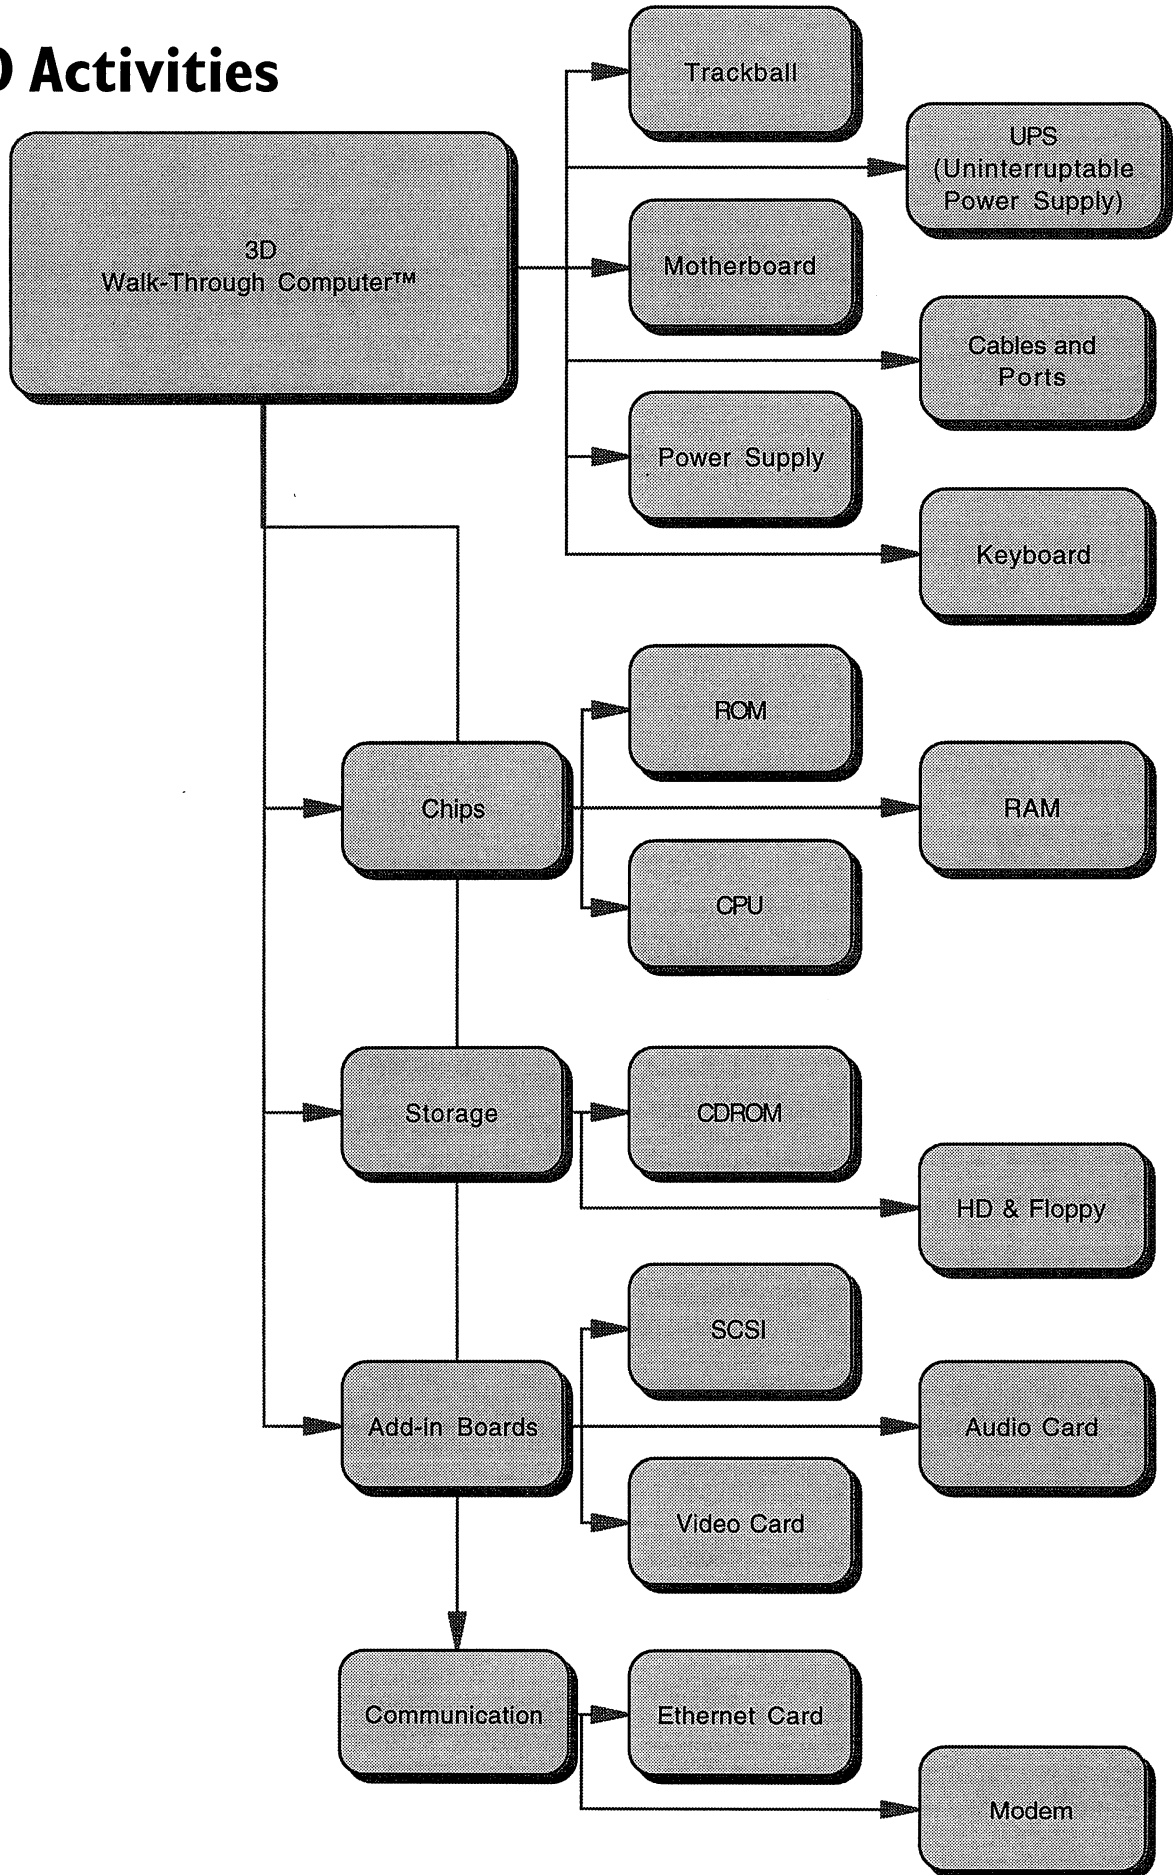 Activities
Trackball
UPS
(Uninterruptable
Power Supply)
3D
Walk-Through Computer™
Motherboard
Cables and
Ports
Power Supply
Keyboard
ROM
Chips
RAM
CPU
Storage
CDROM
HD & Floppy
SCSI
Add-in Boards
Audio Card
Video Card
Communication
Ethernet Card
Modem